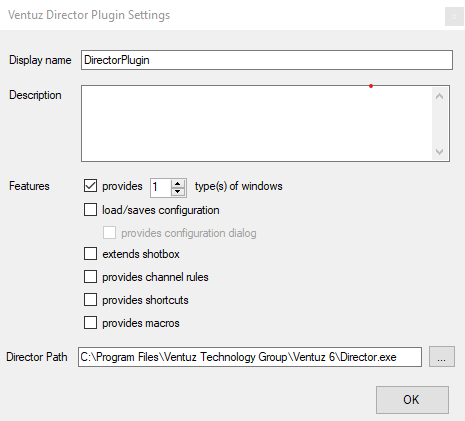 Ventuz Director Plugin Settings
Display name DirectorPlugin
Description
Features provides 1 type(s) of windows
load/saves configuration
provides configuration dialog
extends shotbox
provides channel rules
provides shortcuts
provides macros
Director Path C:\Program Files\Ventuz Technology Group\Ventuz 6\Director.exe ...
OK